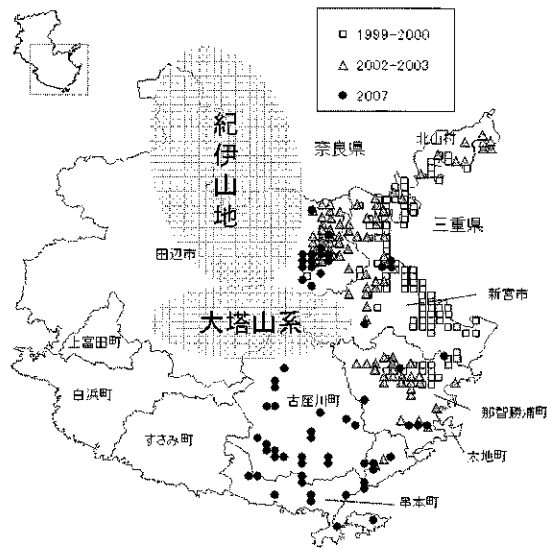 1999-2000
2002-2003
2007
紀伊山地
奈良県
北山村
三重県
田辺市
新宮市
大塔山系
上富田町
白浜町
古座川町
すさみ町
那智勝浦町
太地町
串本町